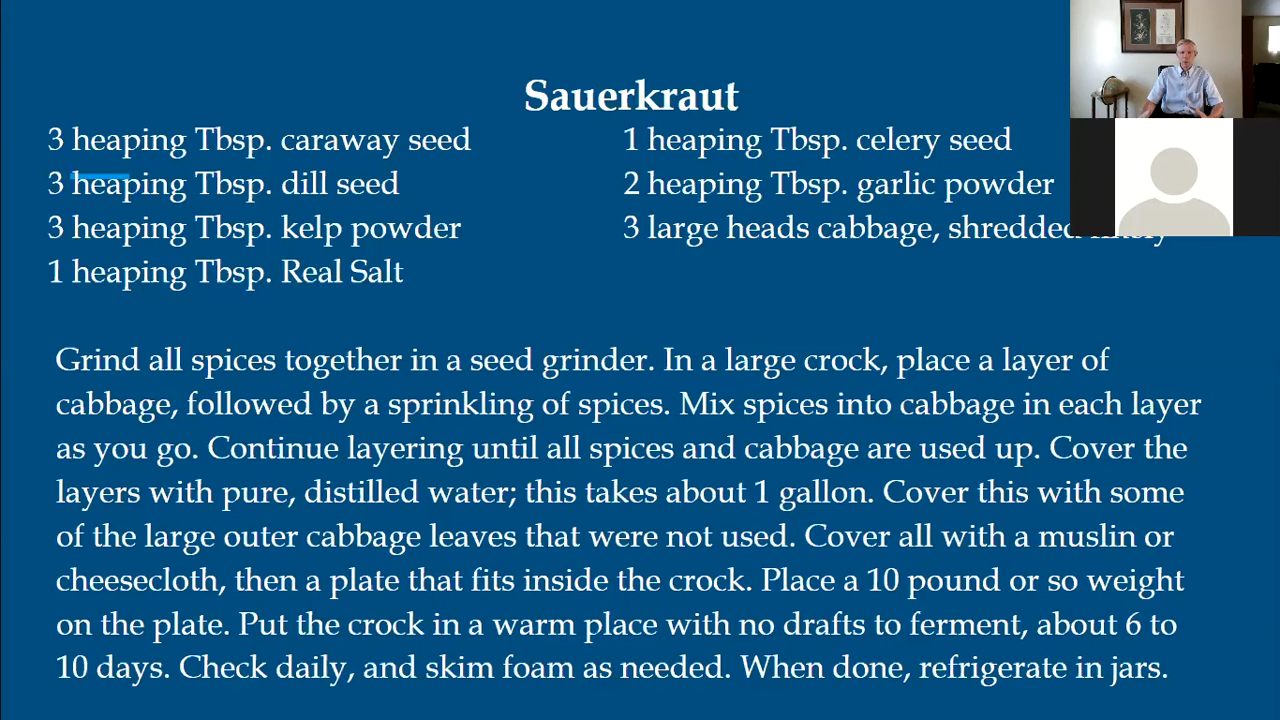 Sauerkraut
3 heaping Tbsp. caraway seed
3 heaping Tbsp. dill seed
3 heaping Tbsp. kelp powder
1 heaping Tbsp. Real Salt
1 heaping Tbsp. celery seed
2 heaping Tbsp. garlic powder
3 large heads cabbage, shredded
Grind all spices together in a seed grinder. In a large crock, place a layer of
cabbage, followed by a sprinkling of spices. Mix spices into cabbage in each layer
as you go. Continue layering until all spices and cabbage are used up. Cover the
layers with pure, distilled water; this takes about 1 gallon. Cover this with some
of the large outer cabbage leaves that were not used. Cover all with a muslin or
cheesecloth, then a plate that fits inside the crock. Place a 10 pound or so weight
on the plate. Put the crock in a warm place with no drafts to ferment, about 6 to
10 days. Check daily, and skim foam as needed. When done, refrigerate in jars.